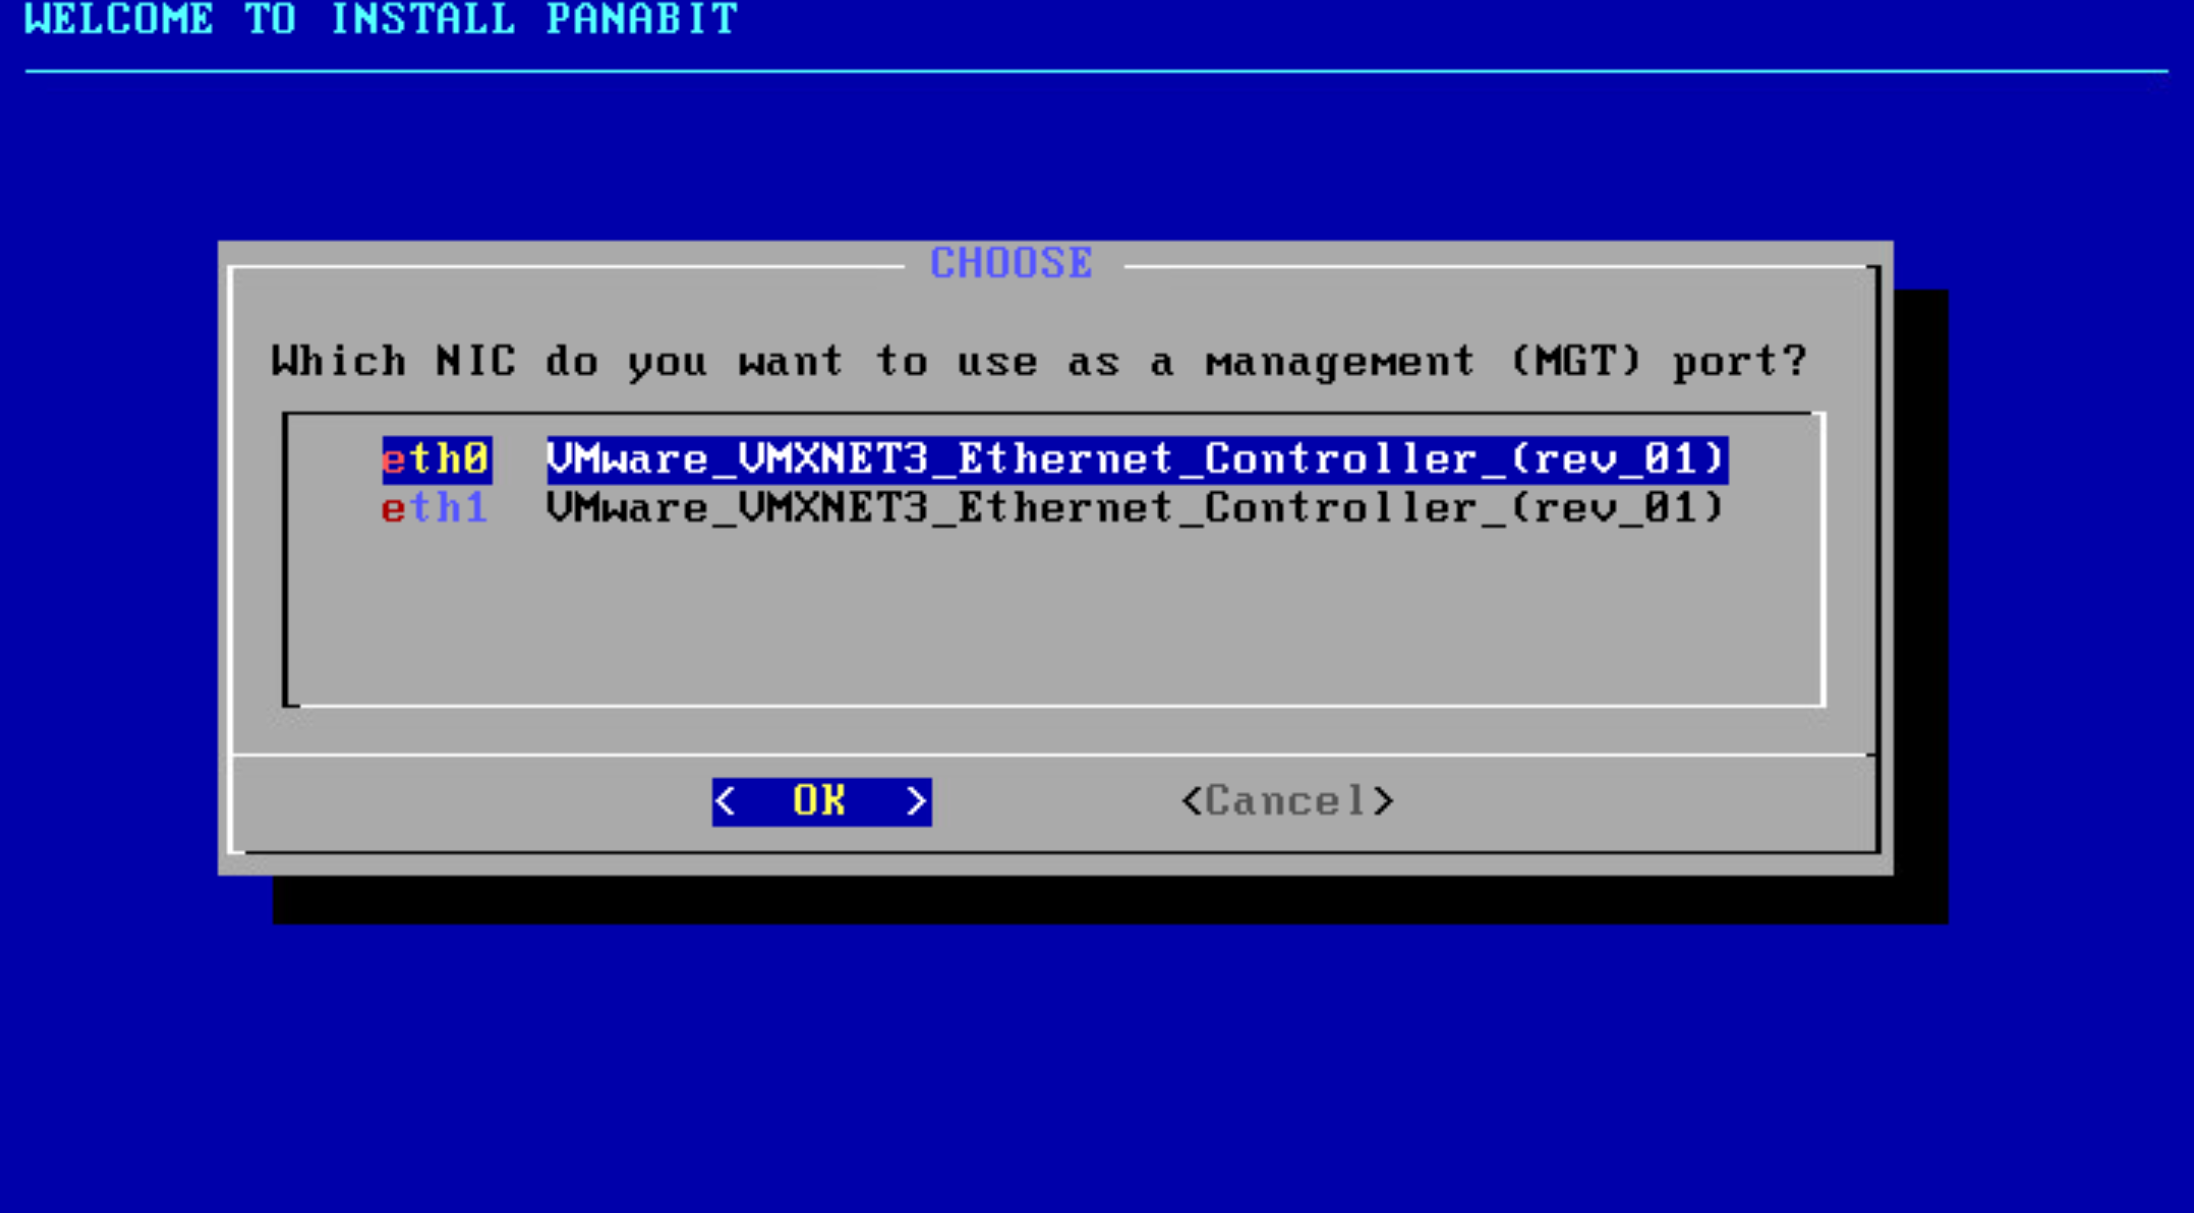 WELCOME TO INSTALL PANABIT
CHOOSE
Which NIC do you want to use as a management (MGT) port?
eth0 VMware_VMXNET3_Ethernet_Controller_(rev_01)
eth1 VMware_VMXNET3_Ethernet_Controller_(rev_01)
< OK > <Cancel>